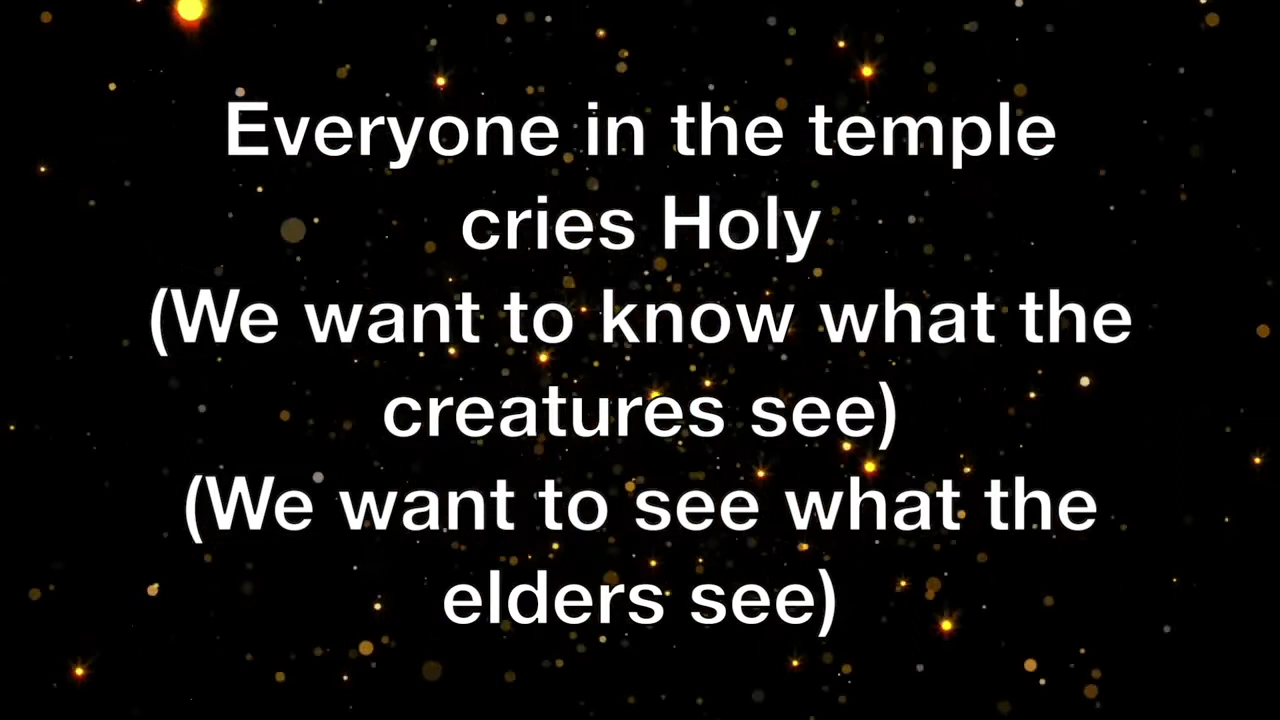 Everyone in the temple
cries Holy
(We want to know what the
creatures see)
(We want to see what the
elders see)